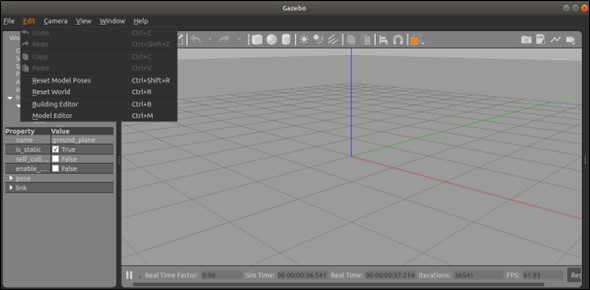 Gazebo
File Edit Camera View Window Help
Undo Ctrl+Z
Redo Ctrl+Shift+Z
Copy Ctrl+C
Paste Ctrl+V
Reset Model Poses Ctrl+Shift+R
Reset World Ctrl+R
Building Editor Ctrl+B
Model Editor Ctrl+M
Property Value
name ground_plane
is_static True
self_coll... False
enable_... False
pose
link
Real Time Factor: 0.98 Sim Time: 00 00:00:36.541 Real Time: 00 00:00:37.214 Iterations: 36541 FPS: 61.93 Res